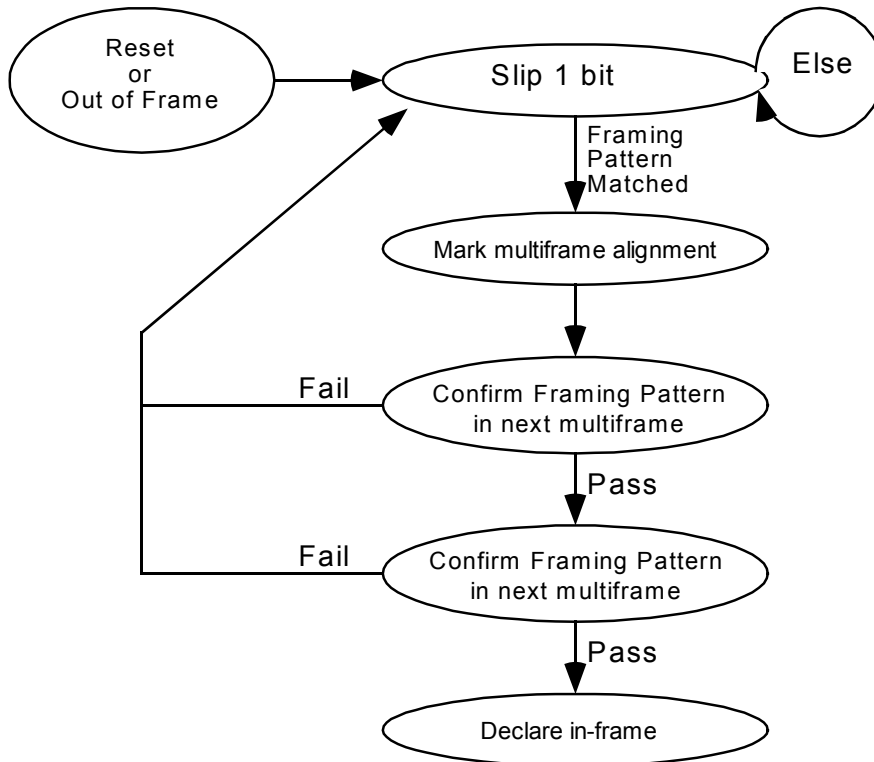 Reset
or
Out of Frame
Slip 1 bit
Else
Framing
Pattern
Matched
Mark multiframe alignment
Fail
Confirm Framing Pattern
in next multiframe
Pass
Fail
Confirm Framing Pattern
in next multiframe
Pass
Declare in-frame